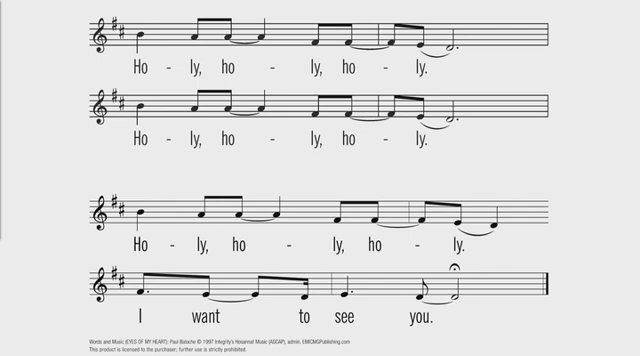 Ho - ly, ho - ly, ho - ly.
Ho - ly, ho - ly, ho - ly.
Ho - ly, ho - ly, ho - ly.
I want to see you.
Words and Music (EYES OF MY HEART): Paul Baloche © 1997 Integrity's Hosanna! Music (ASCAP), admin. EMICMGPublishing.com
This product is licensed to the purchaser; further use is strictly prohibited.